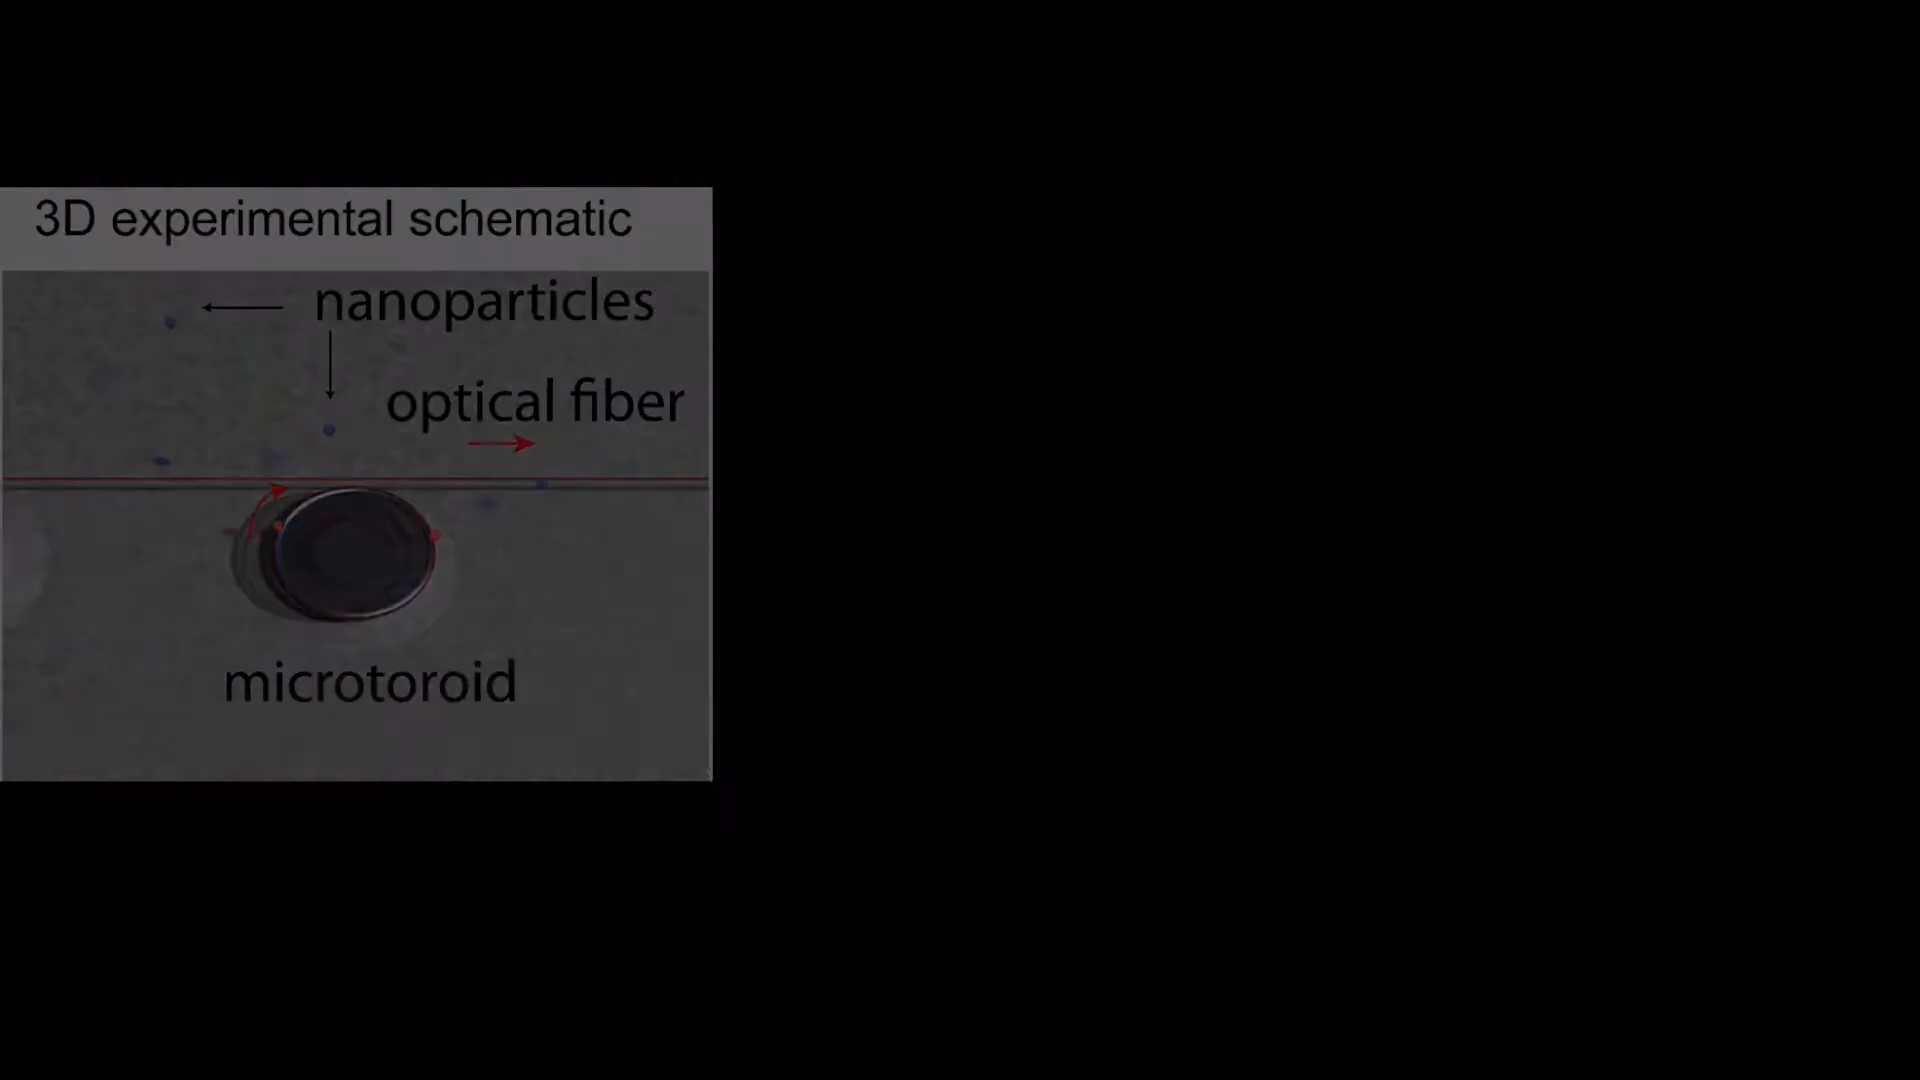 3D experimental schematic
nanoparticles
optical fiber
microtoroid